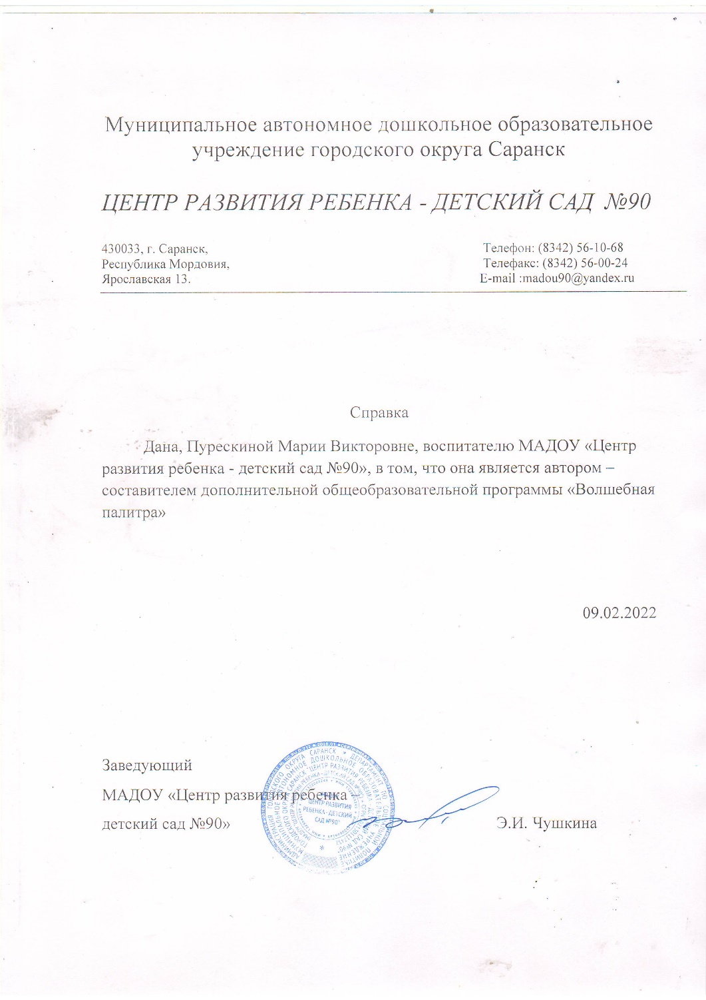 Муниципальное автономное дошкольное образовательное
учреждение городского округа Саранск
ЦЕНТР РАЗВИТИЯ РЕБЕНКА - ДЕТСКИЙ САД №90
430033, г. Саранск,
Республика Мордовия,
Ярославская 13.
Телефон: (8342) 56-10-68
Телефакс: (8342) 56-00-24
E-mail :madou90@yandex.ru
Справка
Дана, Пурескиной Марии Викторовне, воспитателю МАДОУ «Центр
развития ребенка - детский сад №90», в том, что она является автором –
составителем дополнительной общеобразовательной программы «Волшебная
палитра»
09.02.2022
Заведующий
МАДОУ «Центр развития ребенка –
детский сад №90»
Э.И. Чушкина
ЦЕНТР РАЗВИТИЯ
РЕБЕНКА - ДЕТСКИЙ
САД №90"